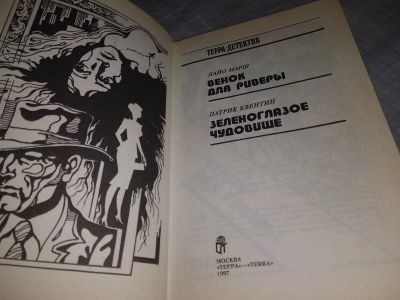 ТЕРРА-ДЕТЕКТИВ
НАЙО МАРШ
ВЕНОК
ДЛЯ РИВЕРЫ
ПАТРИК КВЕНТИН
ЗЕЛЕНОГЛАЗОЕ
ЧУДОВИЩЕ
МОСКВА
«ТЕРРА»—«TERRA»
1997